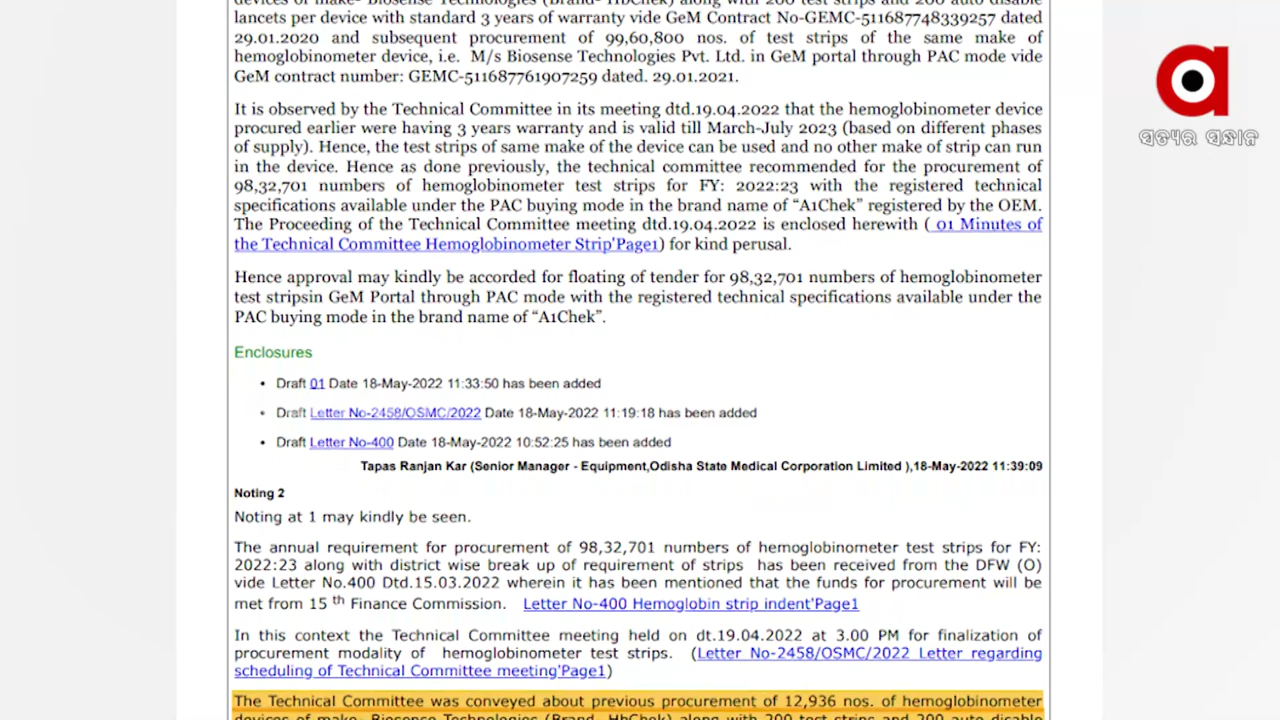 devices of make- Biosense Technologies (Brand- HbChek) along with 200 test strips and 200 auto disable
lancets per device with standard 3 years of warranty vide GeM Contract No-GEMC-511687748339257 dated
29.01.2020 and subsequent procurement of 99,60,800 nos. of test strips of the same make of
hemoglobinometer device, i.e. M/s Biosense Technologies Pvt. Ltd. in GeM portal through PAC mode vide
GeM contract number: GEMC-511687761907259 dated. 29.01.2021.
It is observed by the Technical Committee in its meeting dtd.19.04.2022 that the hemoglobinometer device
procured earlier were having 3 years warranty and is valid till March-July 2023 (based on different phases
of supply). Hence, the test strips of same make of the device can be used and no other make of strip can run
in the device. Hence as done previously, the technical committee recommended for the procurement of
98,32,701 numbers of hemoglobinometer test strips for FY: 2022:23 with the registered technical
specifications available under the PAC buying mode in the brand name of “A1Chek” registered by the OEM.
The Proceeding of the Technical Committee meeting dtd.19.04.2022 is enclosed herewith ( 01 Minutes of
the Technical Committee Hemoglobinometer Strip'Page1) for kind perusal.
Hence approval may kindly be accorded for floating of tender for 98,32,701 numbers of hemoglobinometer
test stripsin GeM Portal through PAC mode with the registered technical specifications available under the
PAC buying mode in the brand name of “A1Chek”.
Enclosures
• Draft 01 Date 18-May-2022 11:33:50 has been added
• Draft Letter No-2458/OSMC/2022 Date 18-May-2022 11:19:18 has been added
• Draft Letter No-400 Date 18-May-2022 10:52:25 has been added
Tapas Ranjan Kar (Senior Manager - Equipment,Odisha State Medical Corporation Limited ),18-May-2022 11:39:09
Noting 2
Noting at 1 may kindly be seen.
The annual requirement for procurement of 98,32,701 numbers of hemoglobinometer test strips for FY:
2022:23 along with district wise break up of requirement of strips has been received from the DFW (O)
vide Letter No.400 Dtd.15.03.2022 wherein it has been mentioned that the funds for procurement will be
met from 15 th Finance Commission. Letter No-400 Hemoglobin strip indent'Page1
In this context the Technical Committee meeting held on dt.19.04.2022 at 3.00 PM for finalization of
procurement modality of hemoglobinometer test strips. (Letter No-2458/OSMC/2022 Letter regarding
scheduling of Technical Committee meeting'Page1)
The Technical Committee was conveyed about previous procurement of 12,936 nos. of hemoglobinometer
devices of make- Biosense Technologies (Brand- HbChek) along with 200 test strips and 200 auto disable
ସତ୍ୟର ସନ୍ଧାନ